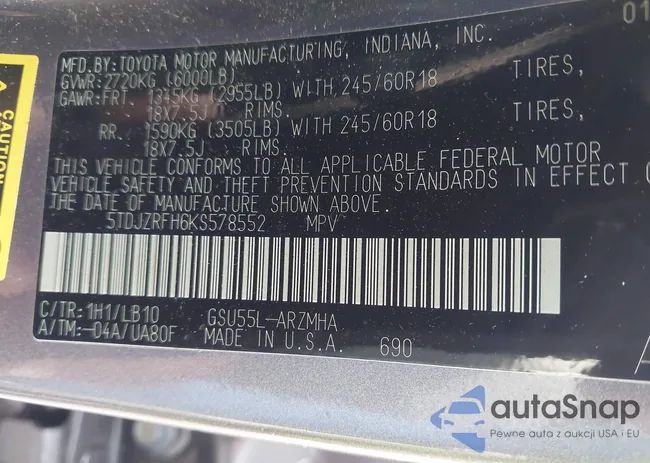 01
MFD.BY:TOYOTA MOTOR MANUFACTURING, INDIANA, INC.
GVWR:2720KG (6000LB)
GAWR:FRT 1315KG (2955LB) WITH 245/60R18 TIRES,
18X7.5J RIMS.
RR. 1590KG (3505LB) WITH 245/60R18 TIRES,
18X7.5J RIMS.
THIS VEHICLE CONFORMS TO ALL APPLICABLE FEDERAL MOTOR
VEHICLE SAFETY AND THEFT PREVENTION STANDARDS IN EFFECT
THE DATE OF MANUFACTURE SHOWN ABOVE.
5TDJZRFH6KS578552 MPV
C/TR:1H1/LB10 GSU55L-ARZMHA
A/TM:-04A/UA80F MADE IN U.S.A. 690
CAUTION
autaSnap
Pewne auta z aukcji USA i EU